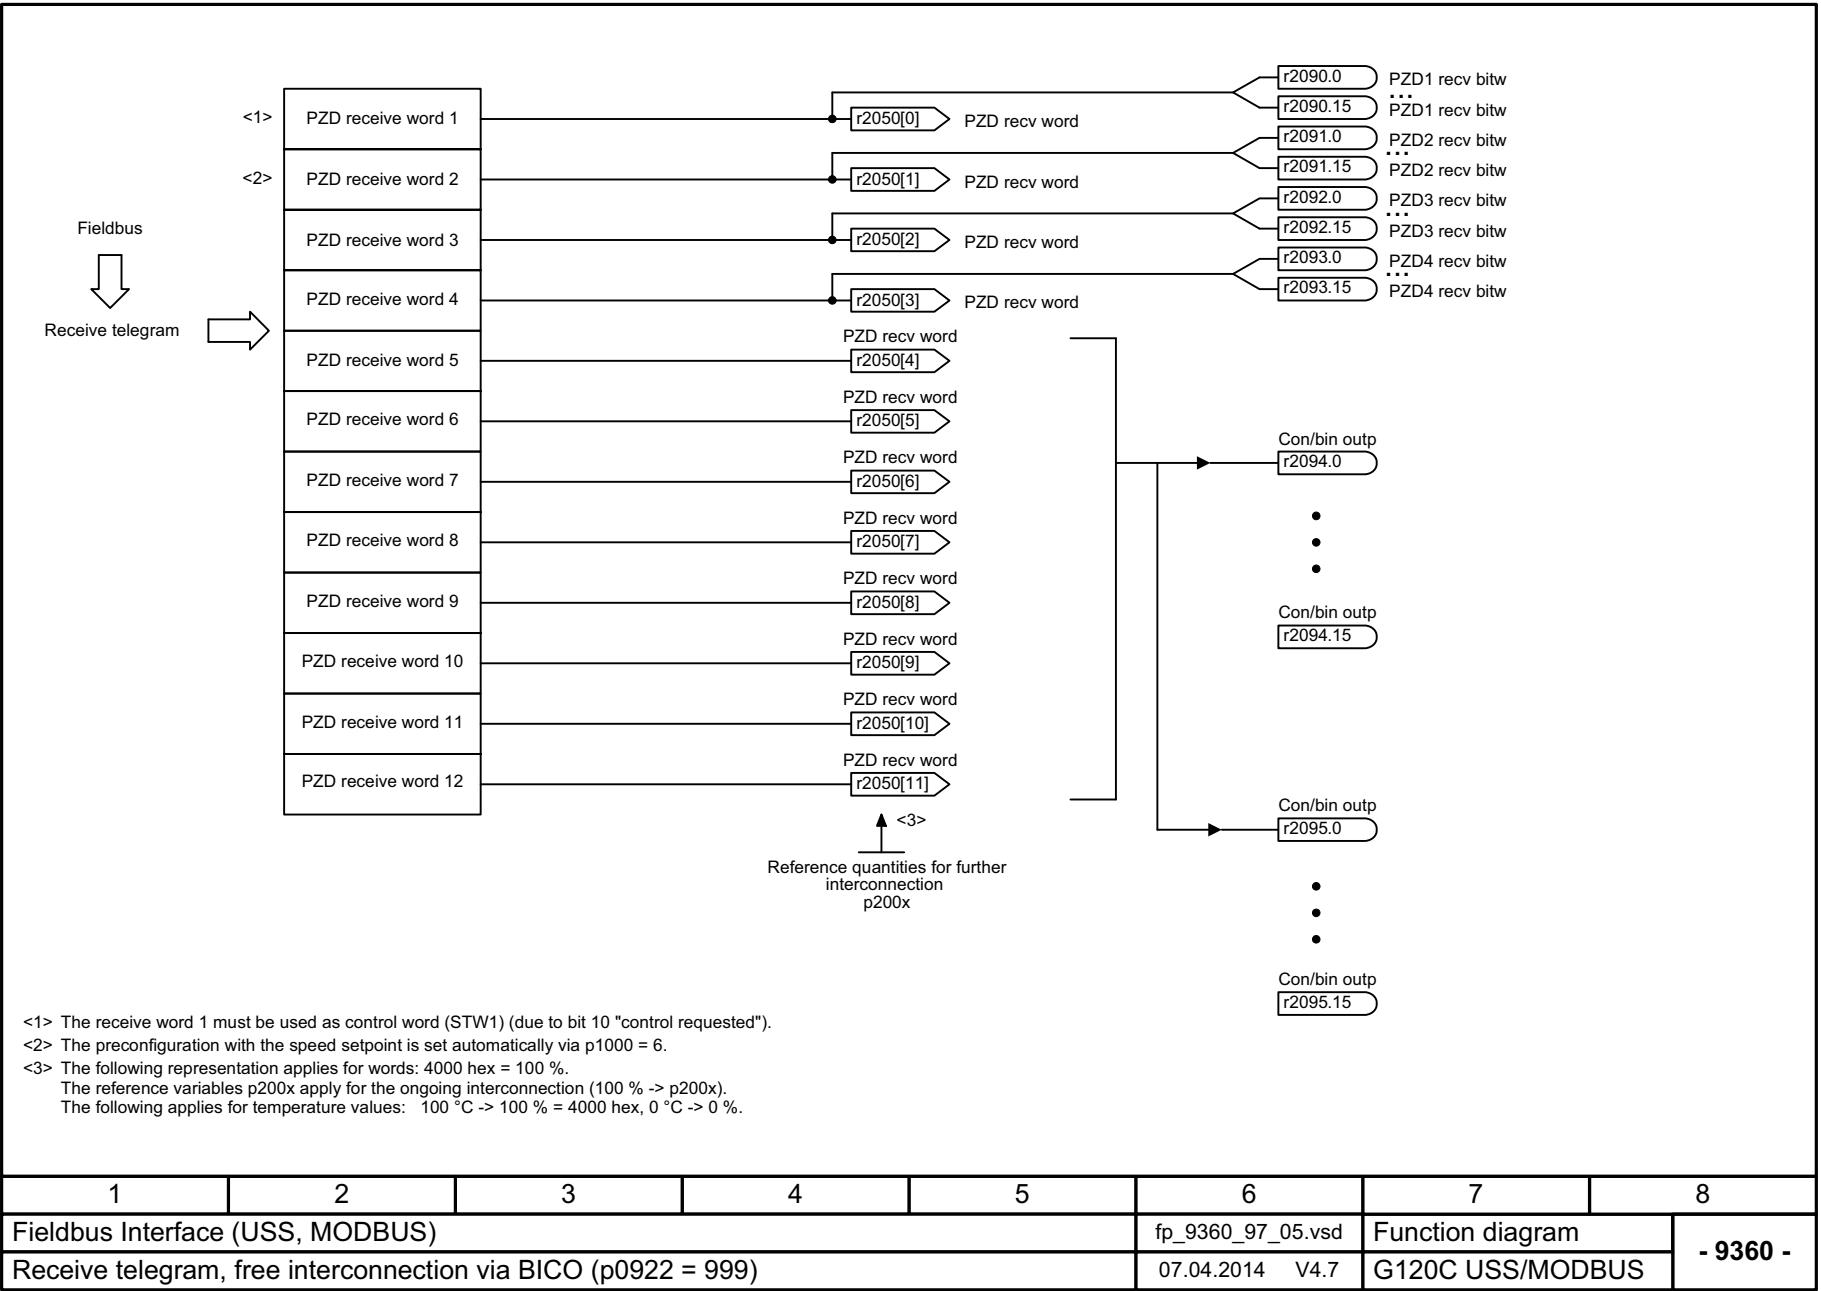 r2090.0 PZD1 recv bitw
...
<1> PZD receive word 1 r2050[0] PZD recv word r2090.15 PZD1 recv bitw
r2091.0 PZD2 recv bitw
...
<2> PZD receive word 2 r2050[1] PZD recv word r2091.15 PZD2 recv bitw
r2092.0 PZD3 recv bitw
...
Fieldbus PZD receive word 3 r2050[2] PZD recv word r2092.15 PZD3 recv bitw
r2093.0 PZD4 recv bitw
...
PZD receive word 4 r2050[3] PZD recv word r2093.15 PZD4 recv bitw
Receive telegram
PZD recv word
PZD receive word 5 r2050[4]
PZD recv word
PZD receive word 6 r2050[5]
Con/bin outp
r2094.0
PZD recv word
PZD receive word 7 r2050[6]
PZD recv word
PZD receive word 8 r2050[7]
PZD recv word
PZD receive word 9 r2050[8]
Con/bin outp
r2094.15
PZD recv word
PZD receive word 10 r2050[9]
PZD recv word
PZD receive word 11 r2050[10]
PZD recv word
PZD receive word 12 r2050[11]
Con/bin outp
r2095.0
<3>
Reference quantities for further
interconnection
p200x
Con/bin outp
r2095.15
<1> The receive word 1 must be used as control word (STW1) (due to bit 10 "control requested").
<2> The preconfiguration with the speed setpoint is set automatically via p1000 = 6.
<3> The following representation applies for words: 4000 hex = 100 %.
The reference variables p200x apply for the ongoing interconnection (100 % -> p200x).
The following applies for temperature values: 100 °C -> 100 % = 4000 hex, 0 °C -> 0 %.
1 2 3 4 5 6 7 8
Fieldbus Interface (USS, MODBUS) fp_9360_97_05.vsd Function diagram
- 9360 -
Receive telegram, free interconnection via BICO (p0922 = 999) 07.04.2014 V4.7 G120C USS/MODBUS